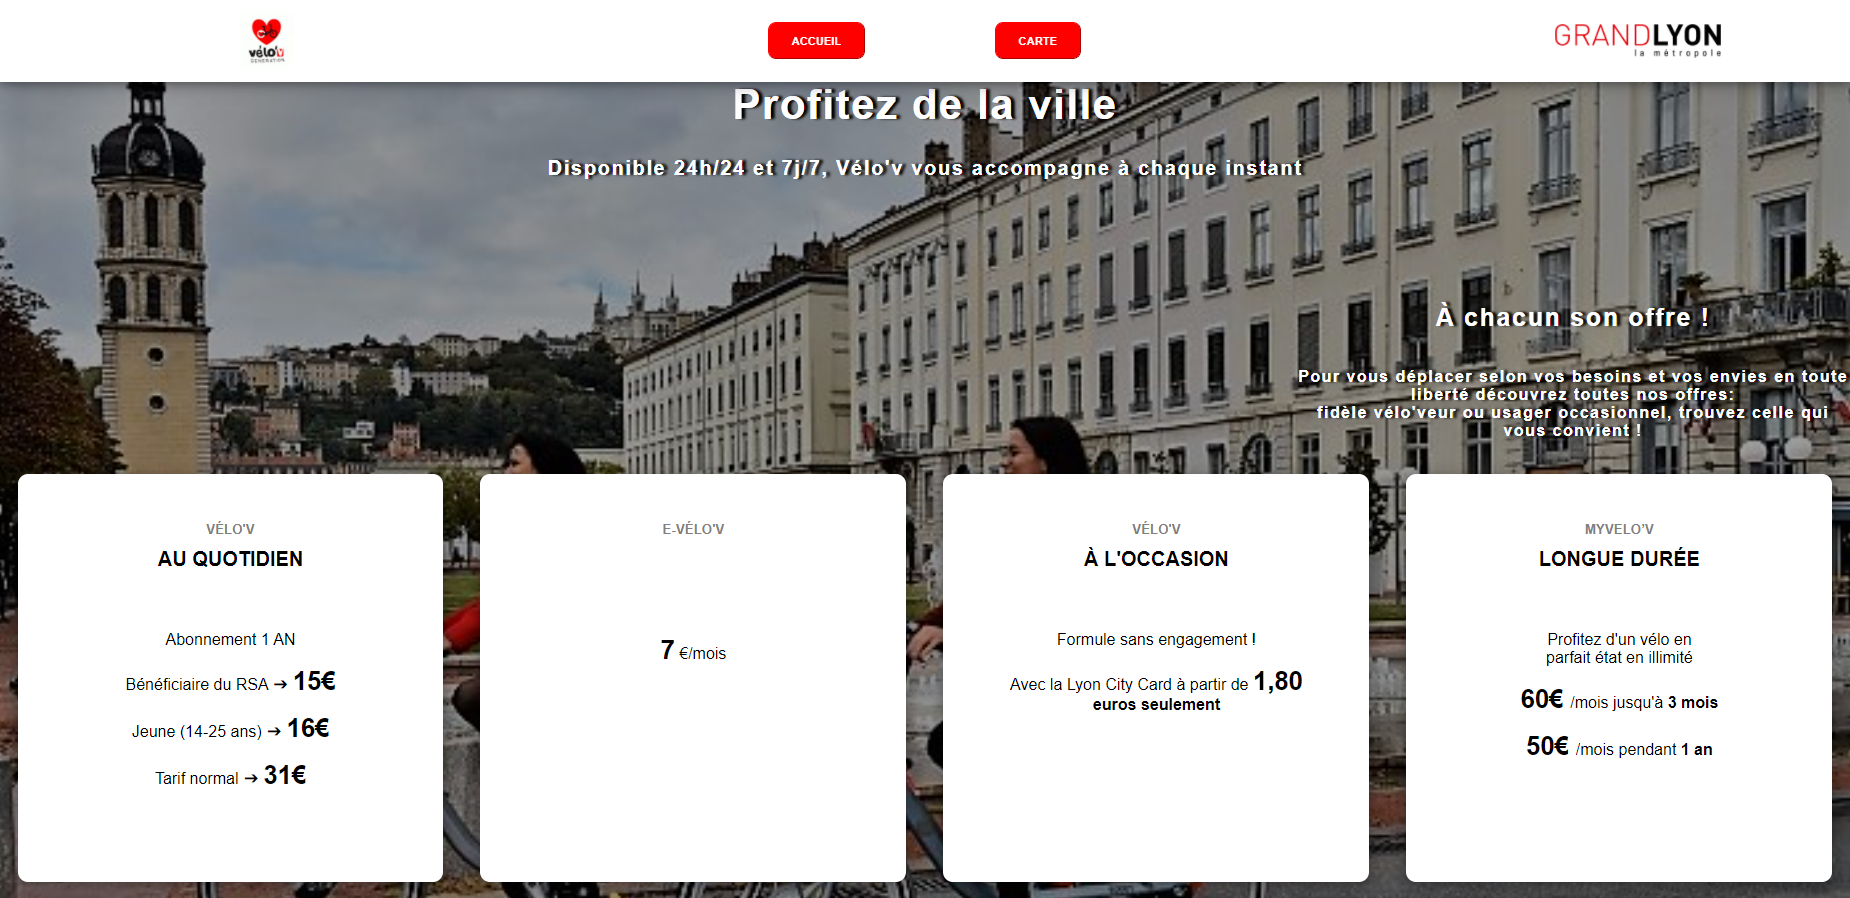 vélo'v
GENERATION
ACCUEIL
CARTE
GRANDLYON
la métropole
Profitez de la ville
Disponible 24h/24 et 7j/7, Vélo'v vous accompagne à chaque instant
À chacun son offre !
Pour vous déplacer selon vos besoins et vos envies en toute
liberté découvrez toutes nos offres:
fidèle vélo'veur ou usager occasionnel, trouvez celle qui
vous convient !
VÉLO'V
AU QUOTIDIEN
Abonnement 1 AN
Bénéficiaire du RSA ➔ 15€
Jeune (14-25 ans) ➔ 16€
Tarif normal ➔ 31€
E-VÉLO'V
7 €/mois
VÉLO'V
À L'OCCASION
Formule sans engagement !
Avec la Lyon City Card à partir de 1,80
euros seulement
MYVELO'V
LONGUE DURÉE
Profitez d'un vélo en
parfait état en illimité
60€ /mois jusqu'à 3 mois
50€ /mois pendant 1 an